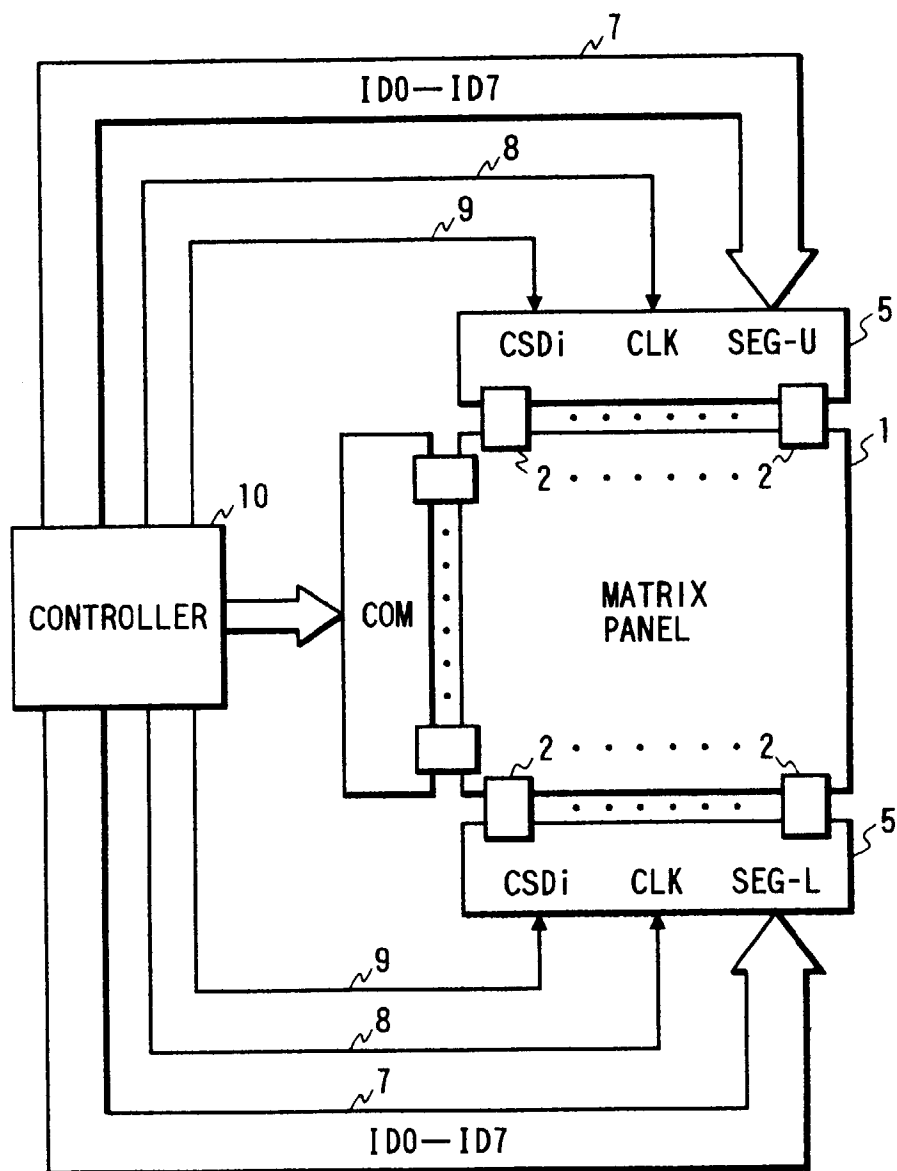 7
ID0—ID7
8
9
5
CSDi CLK SEG-U
1
2 2
10
CONTROLLER
COM
MATRIX
PANEL
2 2
5
CSDi CLK SEG-L
9
8
7
ID0—ID7